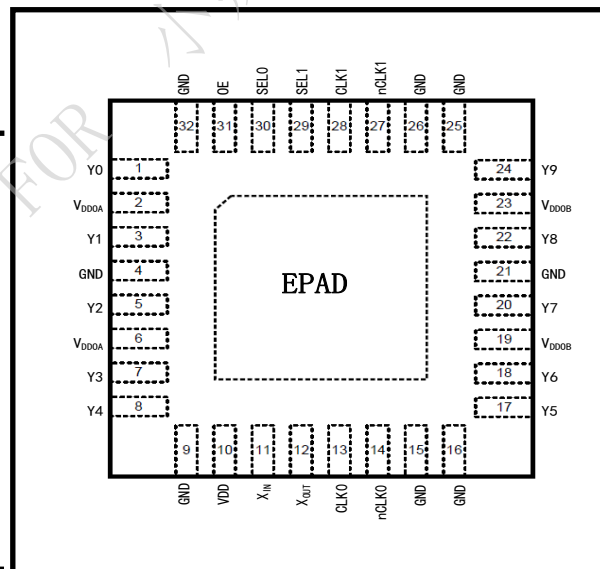 FOR 小
GND OE SEL0 SEL1 CLK1 nCLK1 GND GND
32 31 30 29 28 27 26 25
Y0 1 24 Y9
VDDOA 2 23 VDDOB
Y1 3 22 Y8
GND 4 21 GND
EPAD
Y2 5 20 Y7
VDDOA 6 19 VDDOB
Y3 7 18 Y6
Y4 8 17 Y5
9 10 11 12 13 14 15 16
GND VDD XIN XOUT CLK0 nCLK0 GND GND